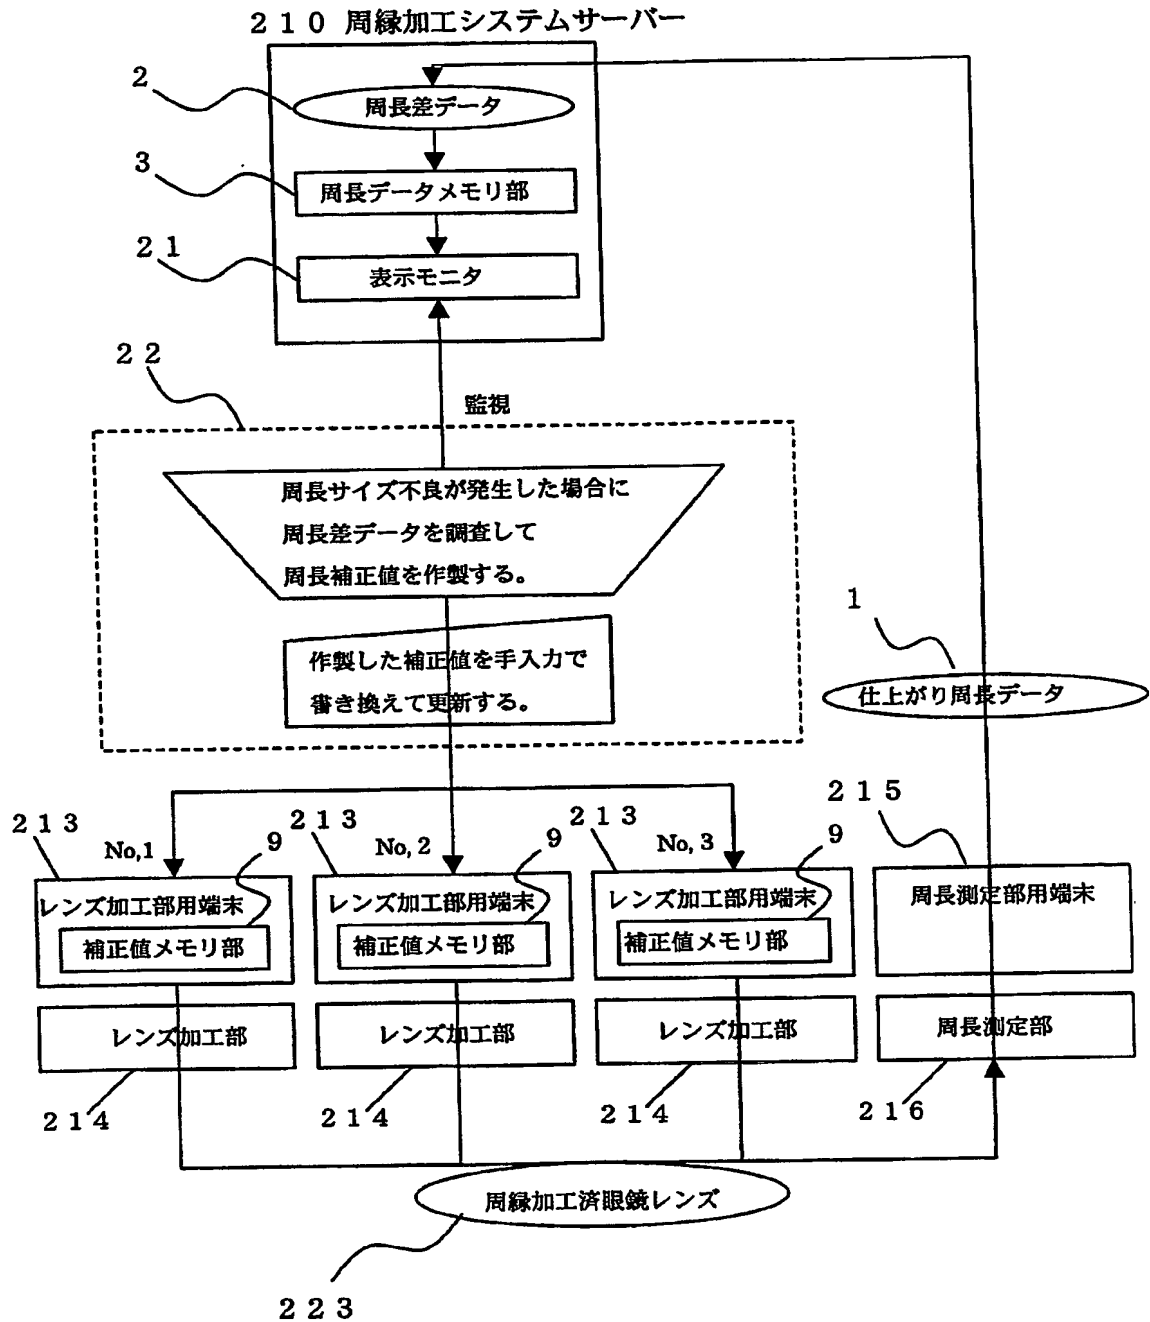 ２１０ 周縁加工システムサーバー
２
周長差データ
３
周長データメモリ部
２１
表示モニタ
２２
監視
周長サイズ不良が発生した場合に
周長差データを調査して
周長補正値を作製する。
作製した補正値を手入力で
書き換えて更新する。
１
仕上がり周長データ
２１３
No,1
９
レンズ加工部用端末
補正値メモリ部
２１３
No, 2
９
レンズ加工部用端末
補正値メモリ部
２１３
No, 3
９
レンズ加工部用端末
補正値メモリ部
２１５
周長測定部用端末
レンズ加工部
２１４
レンズ加工部
２１４
レンズ加工部
２１４
周長測定部
２１６
周縁加工済眼鏡レンズ
２２３